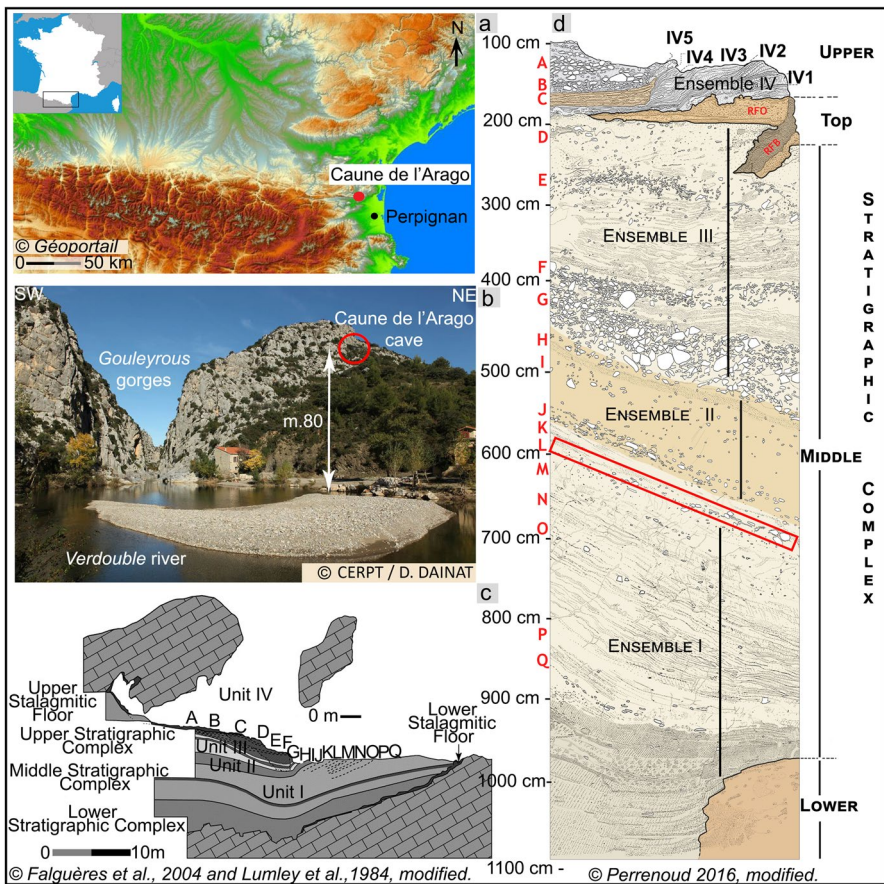 a
N
Caune de l'Arago
Perpignan
© Géoportail
0 50 km
b
SW
NE
Caune de l'Arago
cave
Gouleyrous
gorges
m.80
Verdouble river
© CERPT / D. DAINAT
c
Unit IV
0 m
Upper
Stalagmitic
Floor
Lower
Stalagmitic
Floor
A B C D E F G H I J K L M N O P Q
Upper Stratigraphic
Complex
Unit III
Unit II
Middle Stratigraphic
Complex
Unit I
Lower
Stratigraphic
Complex
0 10m
© Falguères et al., 2004 and Lumley et al.,1984, modified.
d
100 cm
200 cm
300 cm
400 cm
500 cm
600 cm
700 cm
800 cm
900 cm
1000 cm
1100 cm
A
B
C
D
E
F
G
H
I
J
K
L
M
N
O
P
Q
IV5
IV4
IV3
IV2
IV1
Ensemble IV
RFO
RFB
ENSEMBLE III
ENSEMBLE II
ENSEMBLE I
UPPER
TOP
MIDDLE
LOWER
STRATIGRAPHIC
COMPLEX
© Perrenoud 2016, modified.